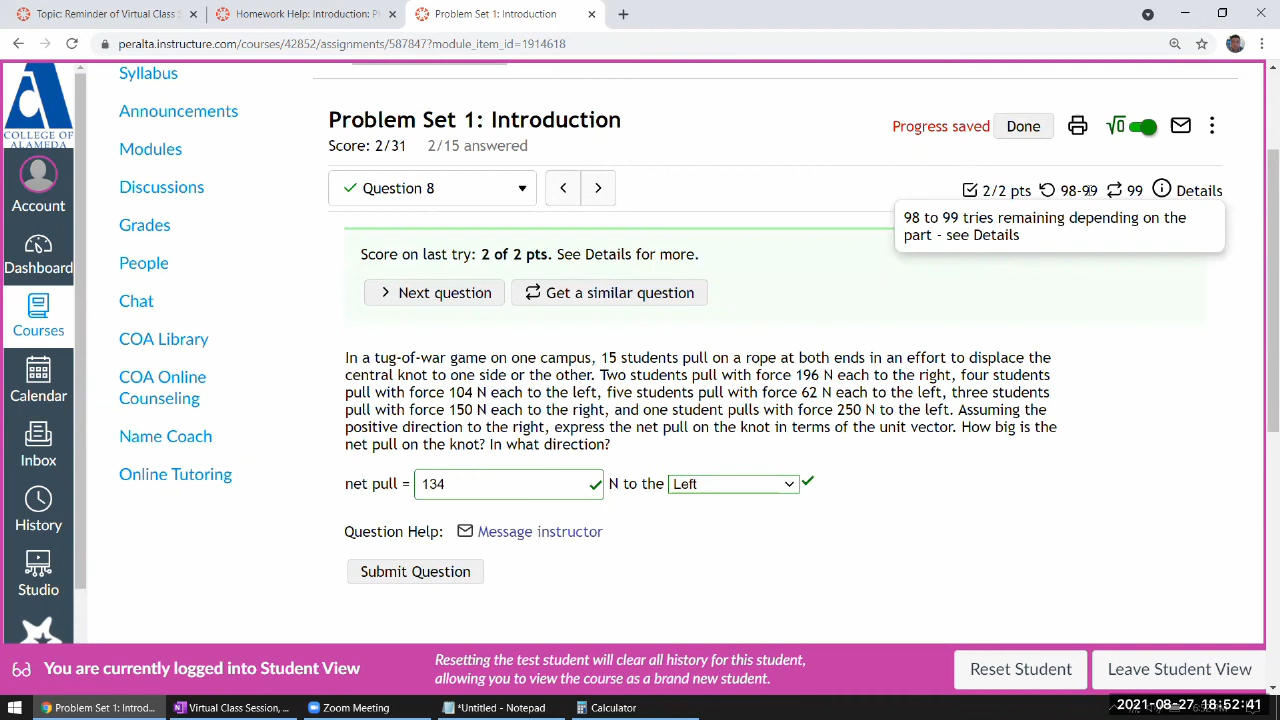 Topic: Reminder of Virtual Class S
Homework Help: Introduction: P
Problem Set 1: Introduction
peralta.instructure.com/courses/42852/assignments/587847?module_item_id=1914618
COLLEGE OF
ALAMEDA
Account
Dashboard
Courses
Calendar
Inbox
History
Studio
Syllabus
Announcements
Modules
Discussions
Grades
People
Chat
COA Library
COA Online
Counseling
Name Coach
Online Tutoring
Problem Set 1: Introduction
Score: 2/31 2/15 answered
Progress saved Done √0
Question 8
2/2 pts 98-99 99 Details
98 to 99 tries remaining depending on the
part - see Details
Score on last try: 2 of 2 pts. See Details for more.
Next question Get a similar question
In a tug-of-war game on one campus, 15 students pull on a rope at both ends in an effort to displace the
central knot to one side or the other. Two students pull with force 196 N each to the right, four students
pull with force 104 N each to the left, five students pull with force 62 N each to the left, three students
pull with force 150 N each to the right, and one student pulls with force 250 N to the left. Assuming the
positive direction to the right, express the net pull on the knot in terms of the unit vector. How big is the
net pull on the knot? In what direction?
net pull = 134 N to the Left
Question Help: Message instructor
Submit Question
You are currently logged into Student View
Resetting the test student will clear all history for this student,
allowing you to view the course as a brand new student.
Reset Student Leave Student View
Problem Set 1: Introd...
Virtual Class Session, ...
Zoom Meeting
*Untitled - Notepad
Calculator
2021-08-27 18:52:41